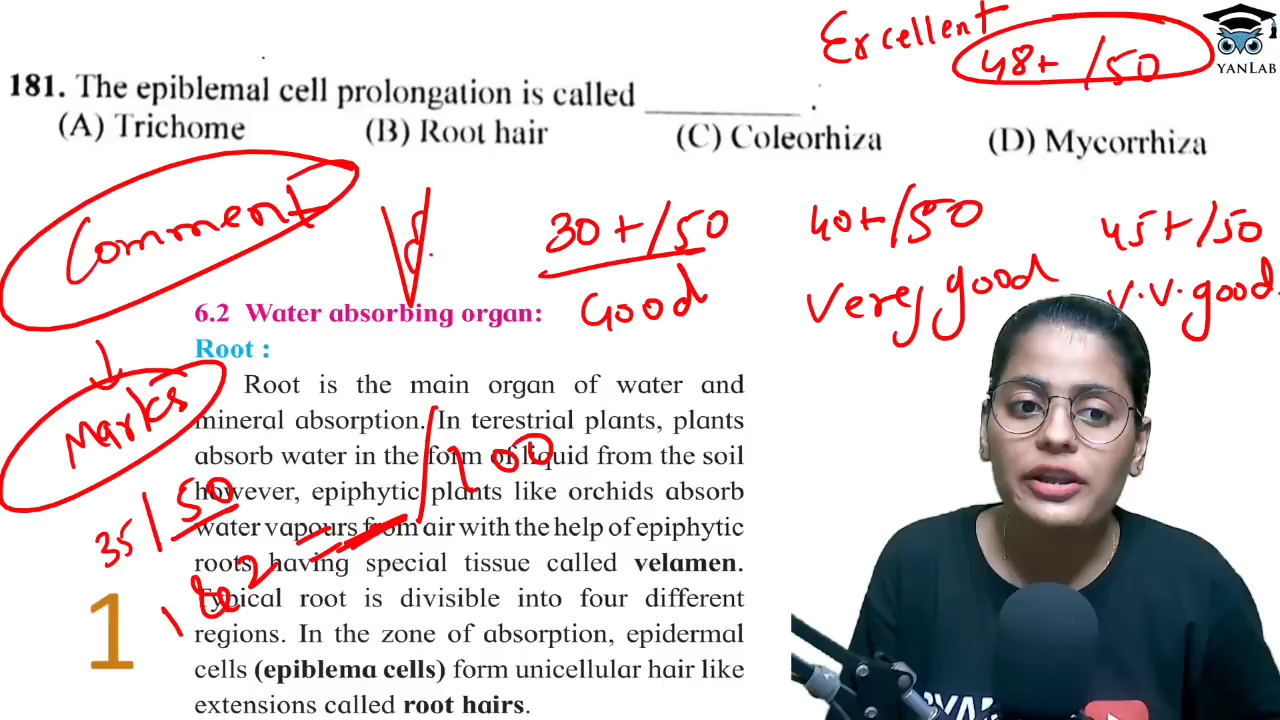 Excellent
48+ /50
YANLAB
181. The epiblemal cell prolongation is called ________ .
(A) Trichome (B) Root hair (C) Coleorhiza (D) Mycorrhiza
Comment
30+/50 40+/50 45+/50
Good Very good v.v.good.
6.2 Water absorbing organ:
Root :
Root is the main organ of water and
mineral absorption. In terestrial plants, plants
absorb water in the form of liquid from the soil
however, epiphytic plants like orchids absorb
water vapours from air with the help of epiphytic
roots having special tissue called velamen.
Typical root is divisible into four different
regions. In the zone of absorption, epidermal
cells (epiblema cells) form unicellular hair like
extensions called root hairs.
Marks
35/50
/200
1